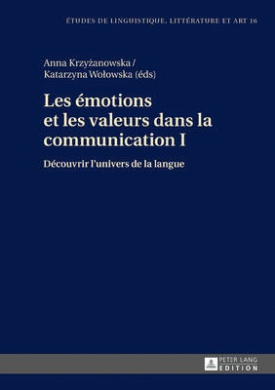 ÉTUDES DE LINGUISTIQUE, LITTÉRATURE ET ART 16
Anna Krzyżanowska /
Katarzyna Wołowska (éds)
Les émotions
et les valeurs dans la
communication I
Découvrir l'univers de la langue
PETER LANG
EDITION